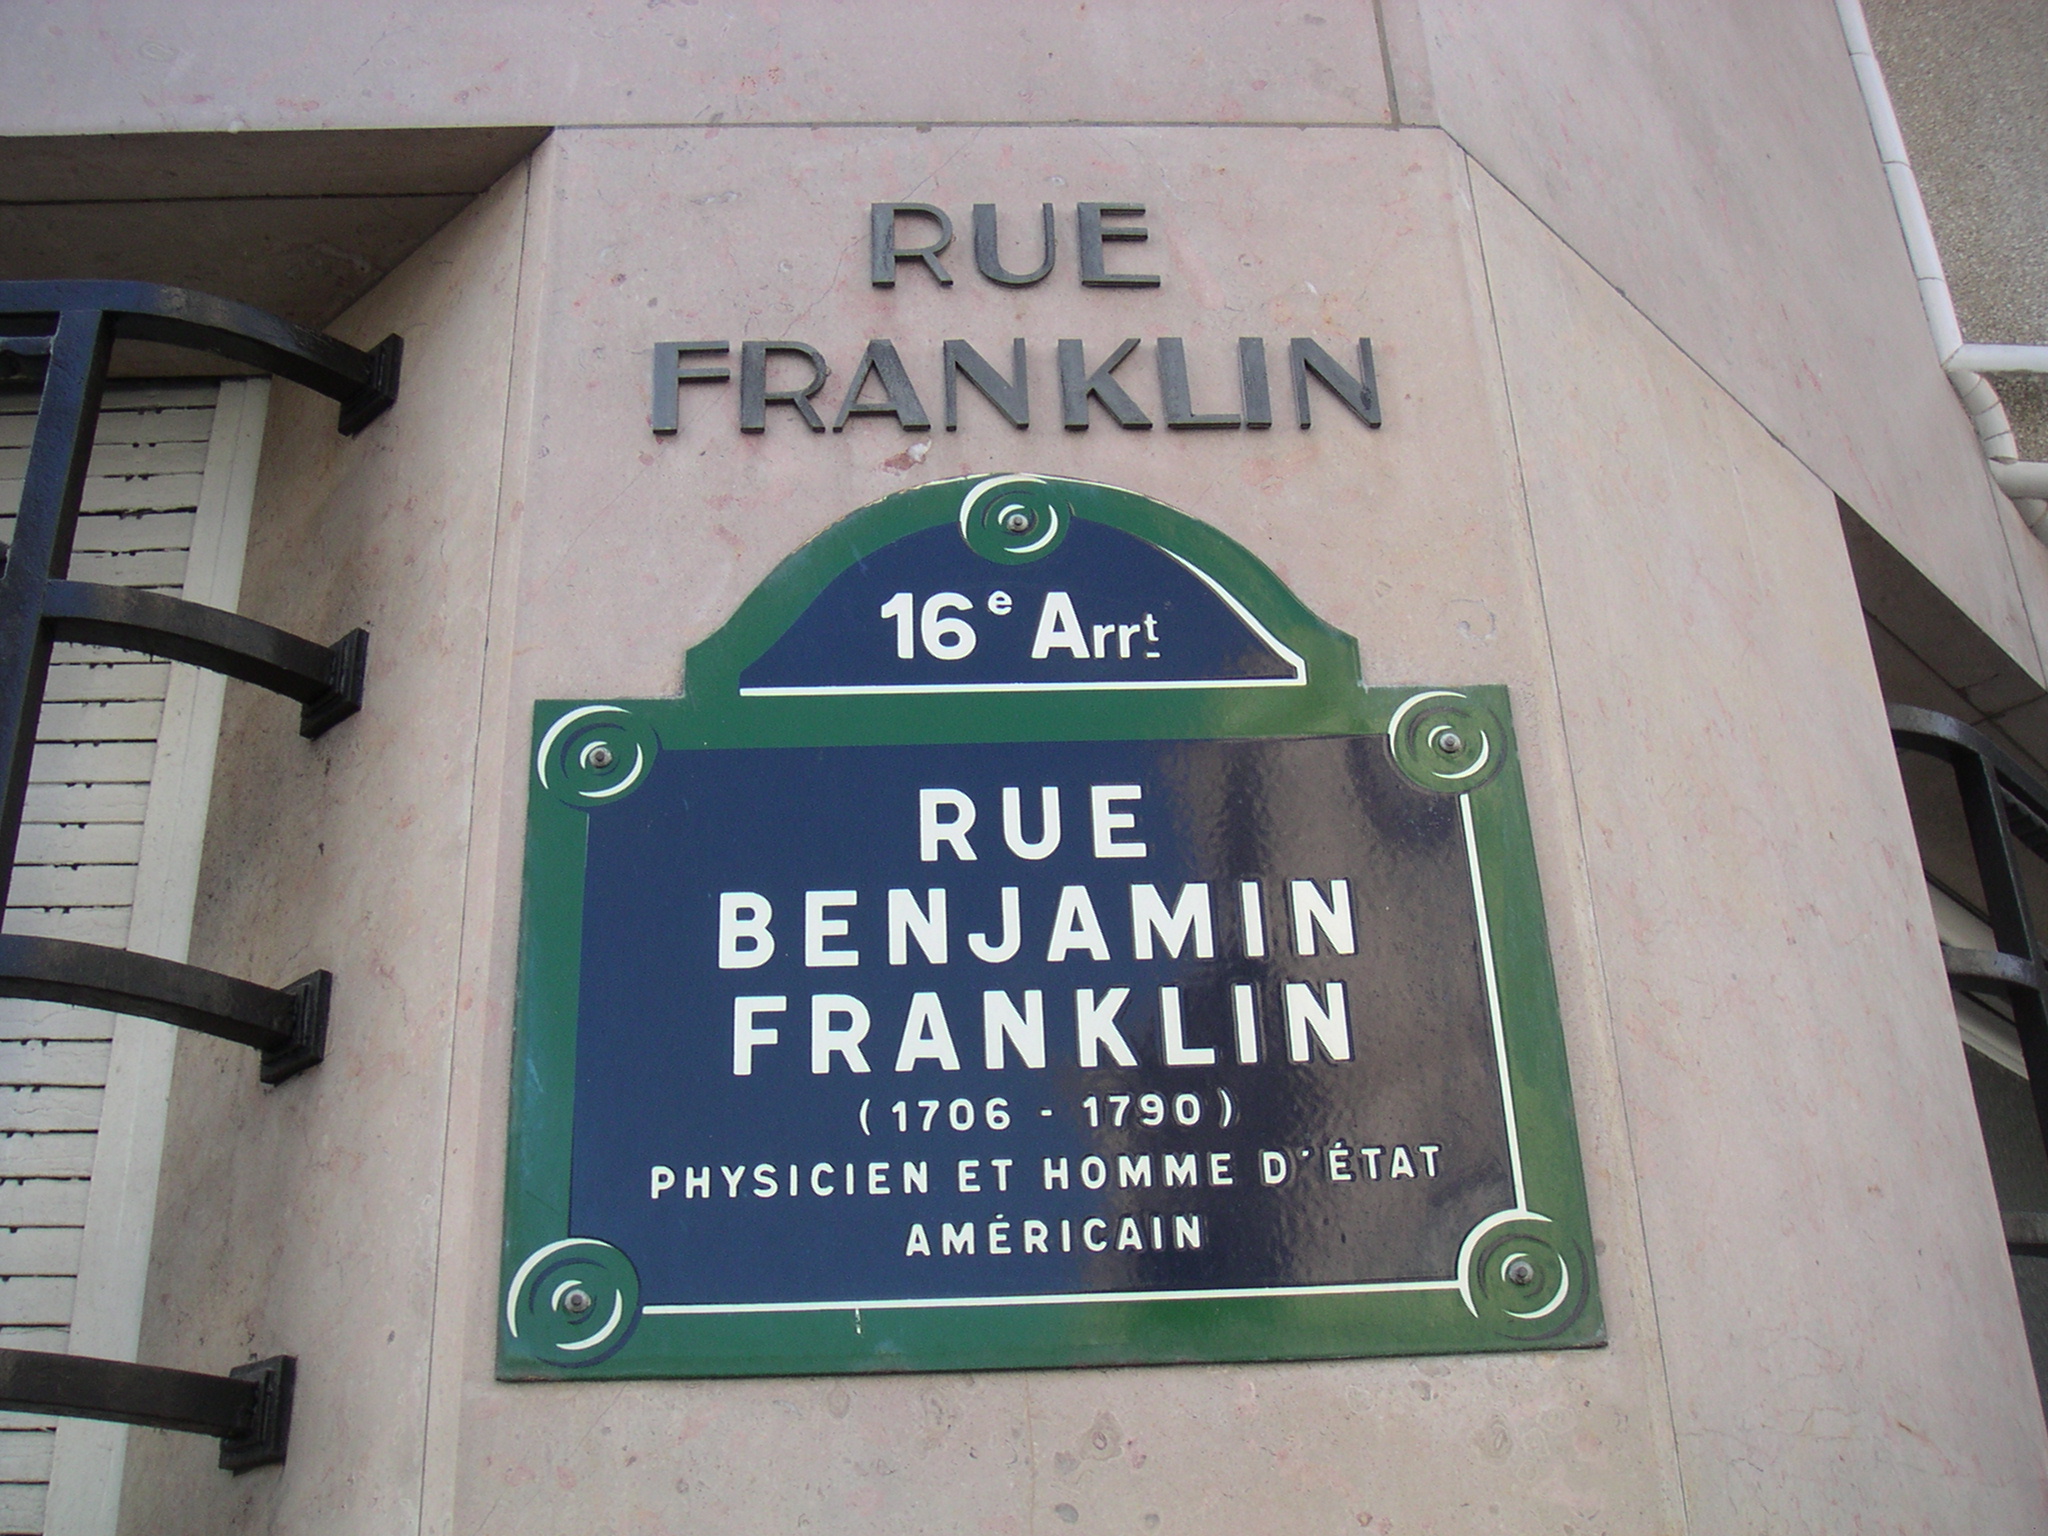 RUE
FRANKLIN
16e Arrt
RUE
BENJAMIN
FRANKLIN
(1706 - 1790)
PHYSICIEN ET HOMME D'ÉTAT
AMÉRICAIN